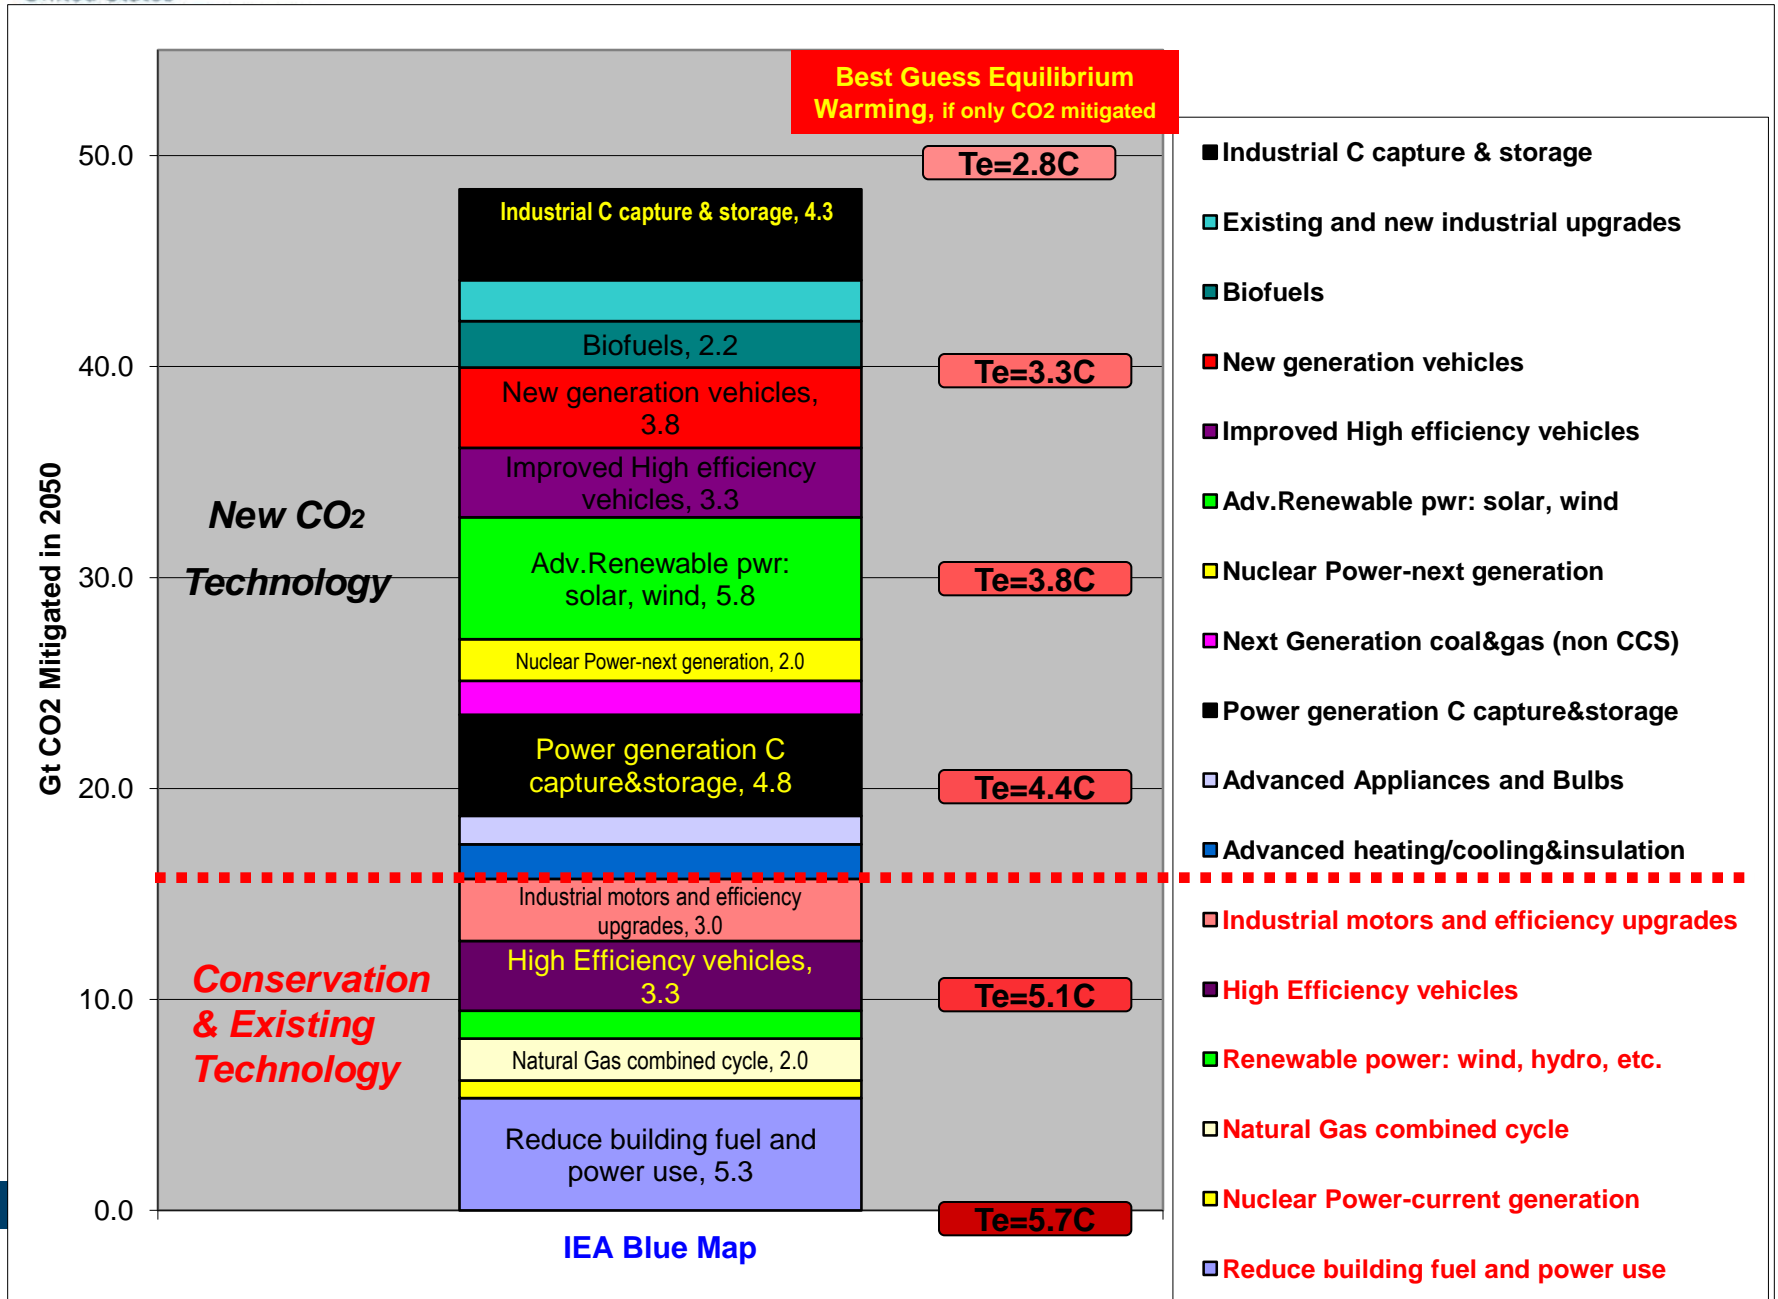 Best Guess Equilibrium
Warming, if only CO2 mitigated
50.0
40.0
30.0
20.0
10.0
0.0
Gt CO2 Mitigated in 2050
New CO2
Technology
Conservation
& Existing
Technology
Industrial C capture & storage, 4.3
Biofuels, 2.2
New generation vehicles,
3.8
Improved High efficiency
vehicles, 3.3
Adv.Renewable pwr:
solar, wind, 5.8
Nuclear Power-next generation, 2.0
Power generation C
capture&storage, 4.8
Industrial motors and efficiency
upgrades, 3.0
High Efficiency vehicles,
3.3
Natural Gas combined cycle, 2.0
Reduce building fuel and
power use, 5.3
IEA Blue Map
Te=2.8C
Te=3.3C
Te=3.8C
Te=4.4C
Te=5.1C
Te=5.7C
Industrial C capture & storage
Existing and new industrial upgrades
Biofuels
New generation vehicles
Improved High efficiency vehicles
Adv.Renewable pwr: solar, wind
Nuclear Power-next generation
Next Generation coal&gas (non CCS)
Power generation C capture&storage
Advanced Appliances and Bulbs
Advanced heating/cooling&insulation
Industrial motors and efficiency upgrades
High Efficiency vehicles
Renewable power: wind, hydro, etc.
Natural Gas combined cycle
Nuclear Power-current generation
Reduce building fuel and power use